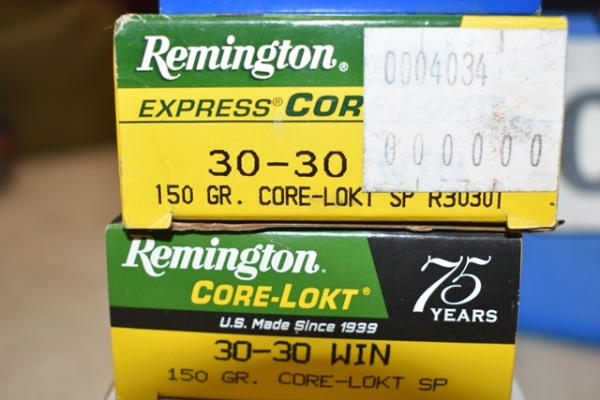 Remington®
0004034
EXPRESS® COR
000000
30-30
150 GR. CORE-LOKT SP R30301
Remington®
CORE-LOKT®
75
YEARS
U.S. Made Since 1939
30-30 WIN
150 GR. CORE-LOKT SP